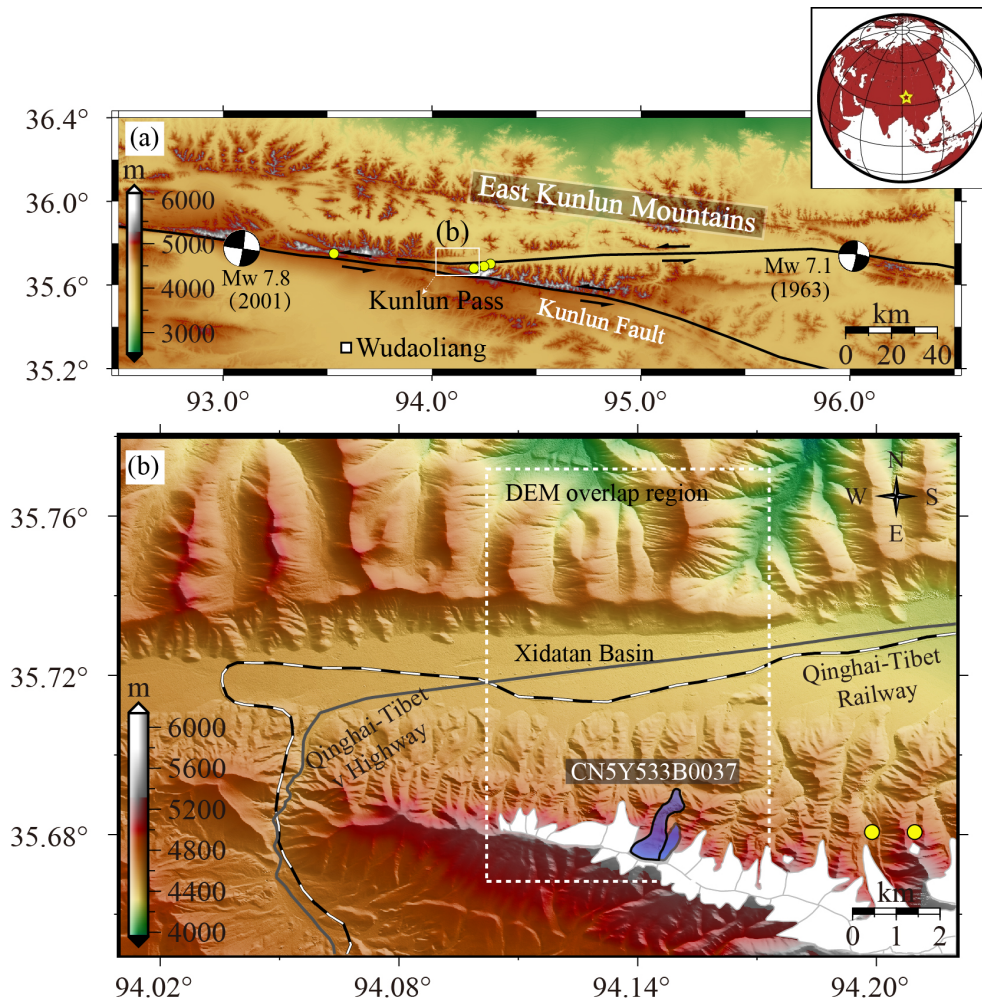 36.4°
36.0°
35.6°
35.2°
(a)
m
6000
5000
4000
3000
East Kunlun Mountains
(b)
Mw 7.8
(2001)
Kunlun Pass
Wudaoliang
Kunlun Fault
Mw 7.1
(1963)
km
0 20 40
93.0° 94.0° 95.0° 96.0°
(b)
35.76°
35.72°
35.68°
DEM overlap region
N
W S
E
Xidatan Basin
Qinghai-Tibet
Railway
Qinghai-Tibet
Highway
CN5Y533B0037
m
6000
5600
5200
4800
4400
4000
km
0 1 2
94.02° 94.08° 94.14° 94.20°